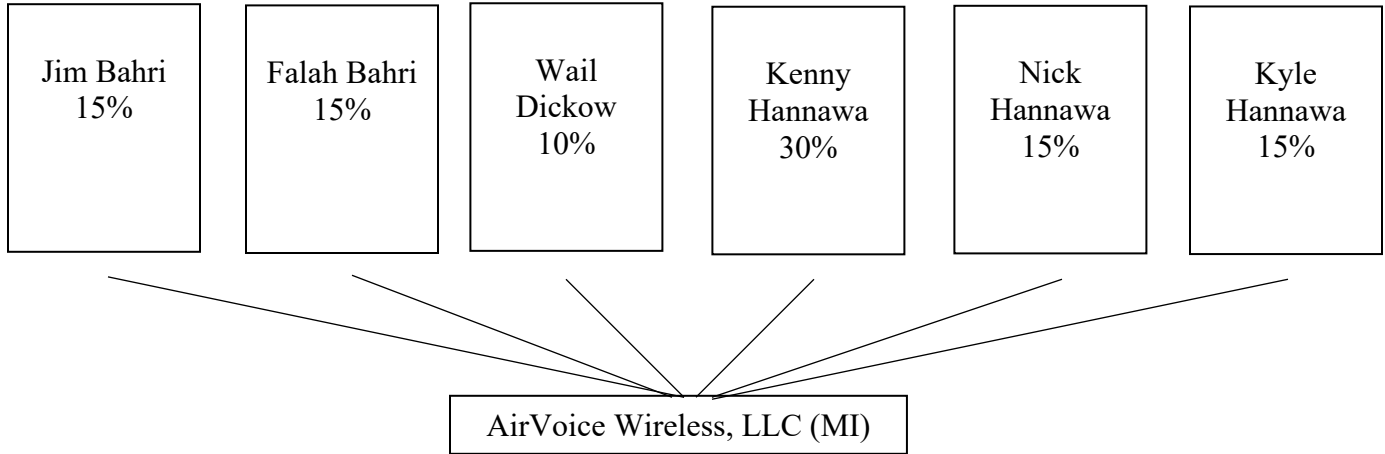 Jim Bahri
15%
Falah Bahri
15%
Wail
Dickow
10%
Kenny
Hannawa
30%
Nick
Hannawa
15%
Kyle
Hannawa
15%
AirVoice Wireless, LLC (MI)